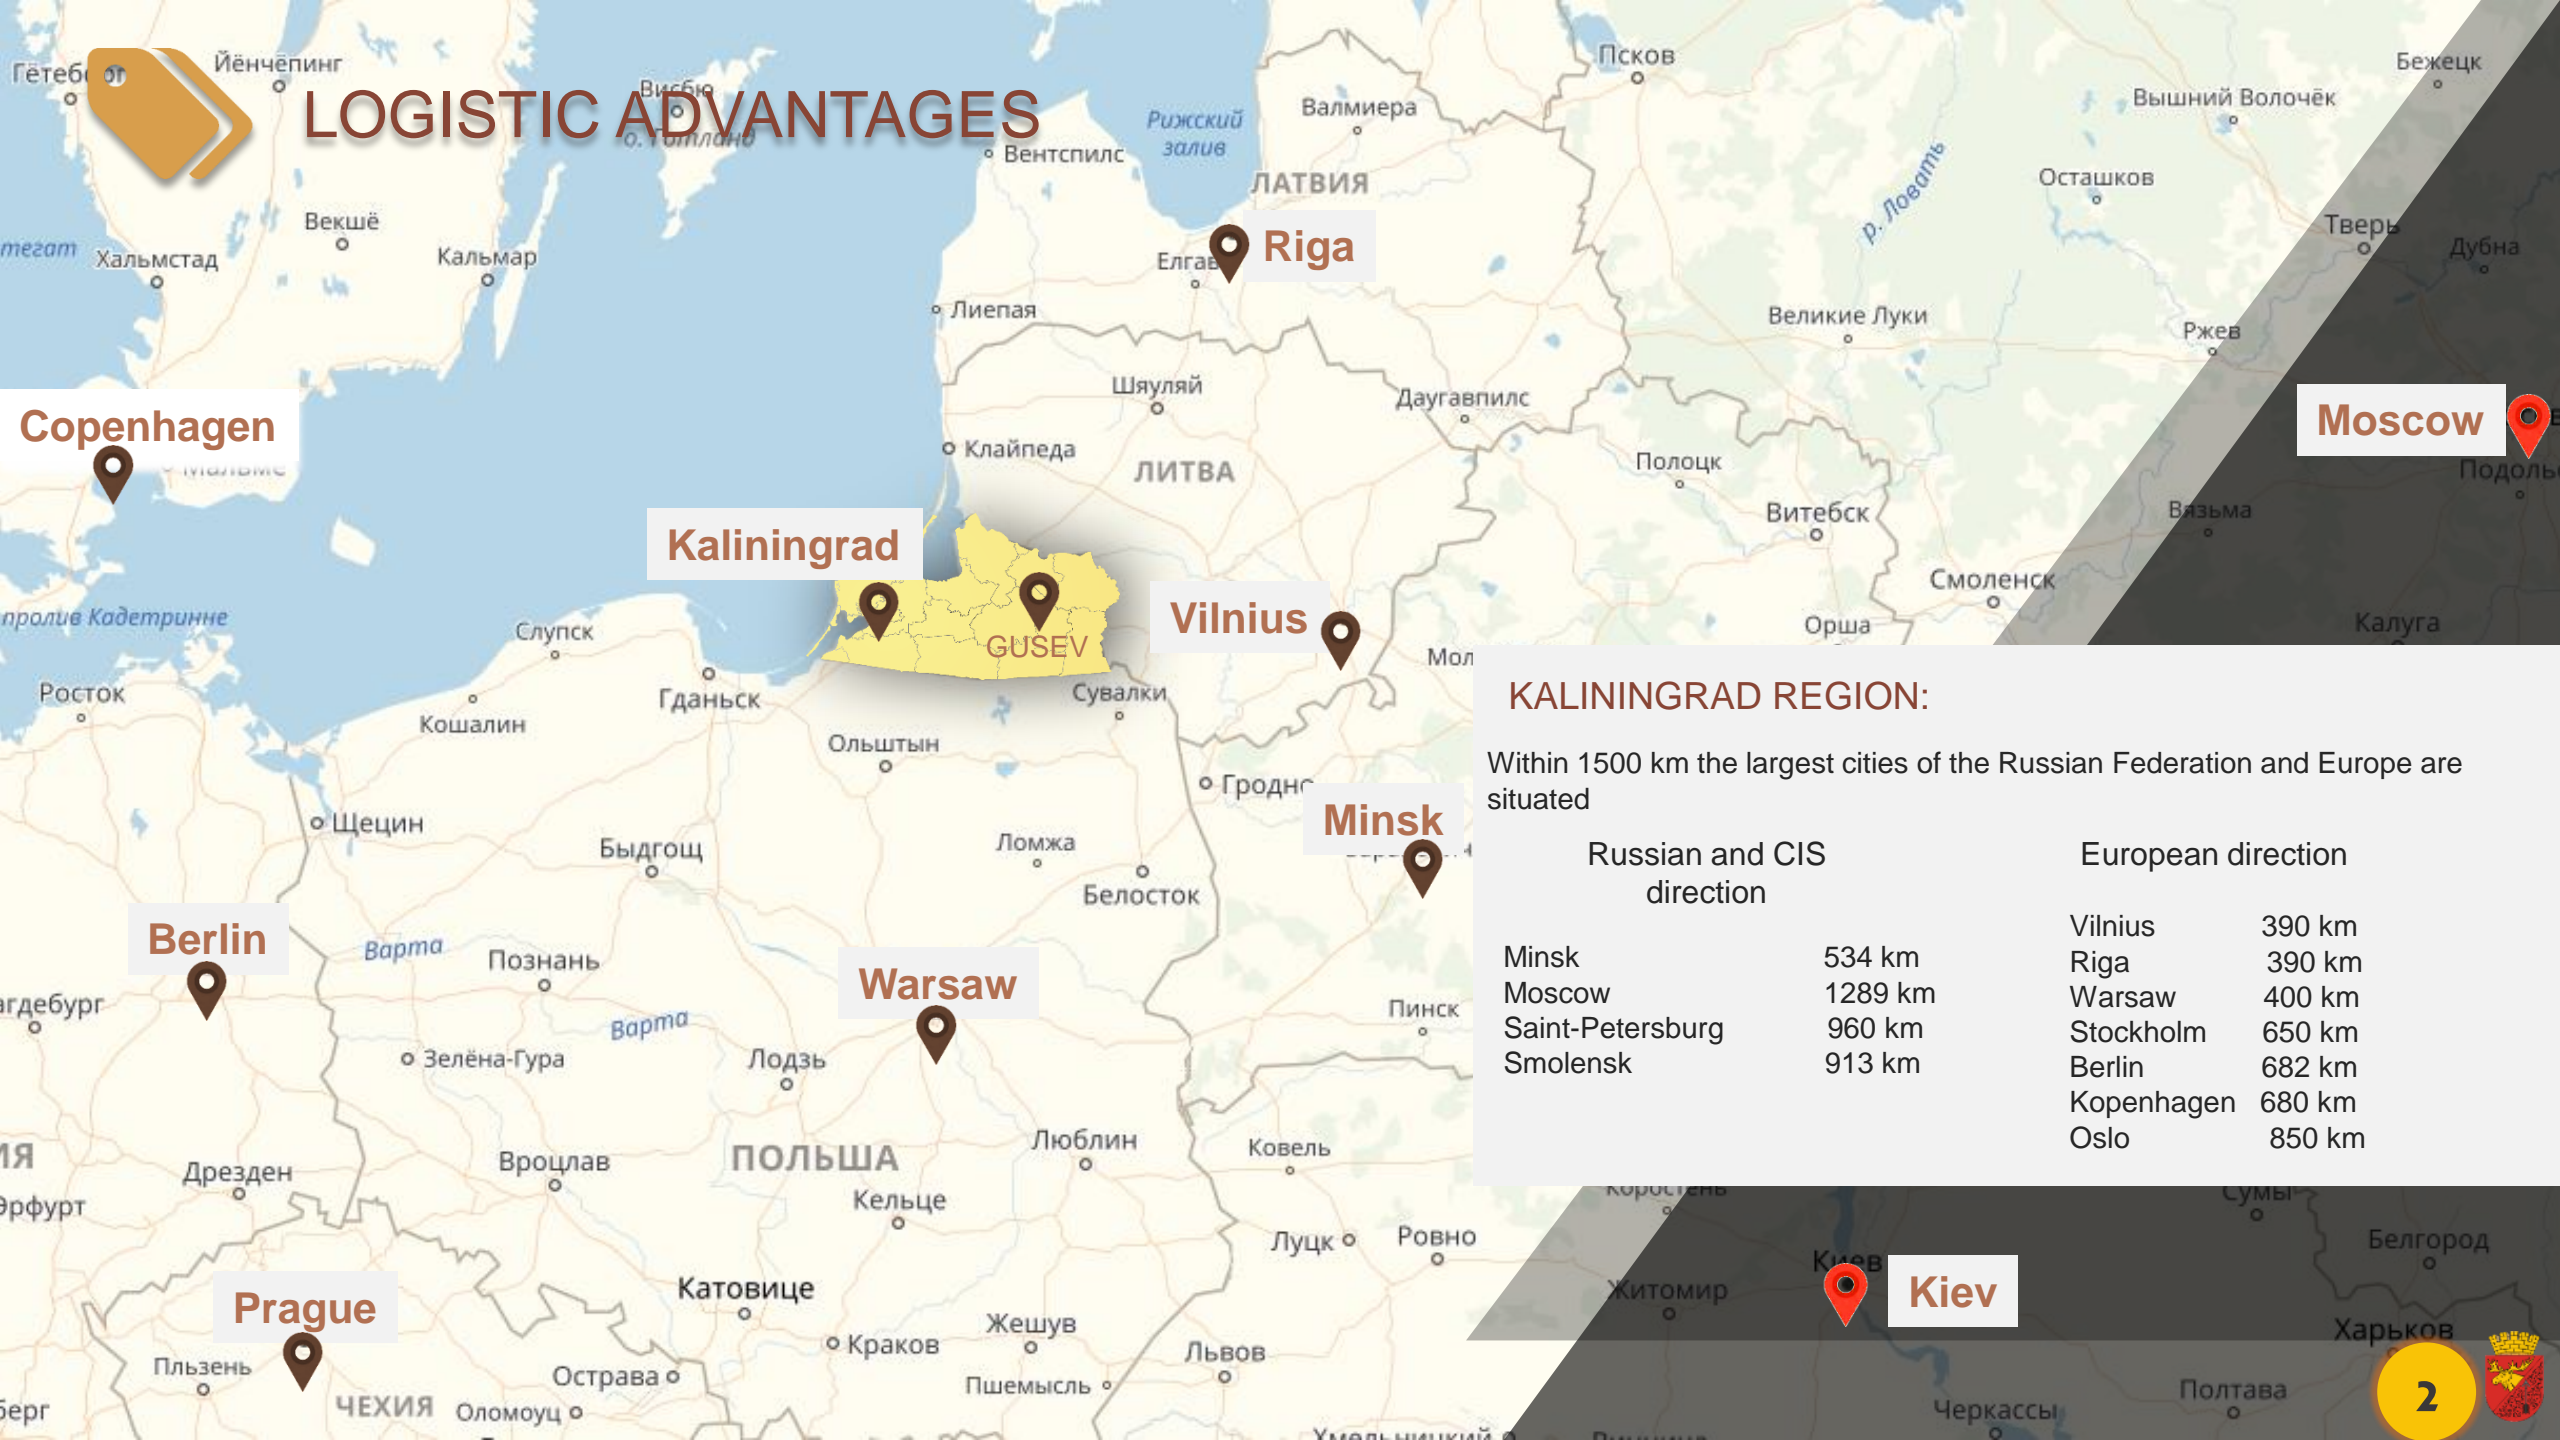 LOGISTIC ADVANTAGES
Йёнчёпинг
Висбю
Рижский
залив
Валмиера
Псков
Бежецк
Вышний Волочёк
Вентспилс
ЛАТВИЯ
р. Ловать
Осташков
Тверь
Дубна
Векшё
Хальмстад
Кальмар
Riga
Лиепая
Великие Луки
Ржев
Copenhagen
Шяуляй
Даугавпилс
Moscow
Клайпеда
ЛИТВА
Полоцк
Витебск
Вязьма
Kaliningrad
GUSEV
Vilnius
Смоленск
Орша
Калуга
пролив Кадетринне
Слупск
Росток
Кошалин
Гданьск
Сувалки
Ольштын
Щецин
Быдгощ
Ломжа
Белосток
Minsk
KALININGRAD REGION:
Within 1500 km the largest cities of the Russian Federation and Europe are
situated
Russian and CIS
direction
Minsk 534 km
Moscow 1289 km
Saint-Petersburg 960 km
Smolensk 913 km
European direction
Vilnius 390 km
Riga 390 km
Warsaw 400 km
Stockholm 650 km
Berlin 682 km
Kopenhagen 680 km
Oslo 850 km
Berlin
Варта
Познань
Warsaw
Пинск
Варта
Зелёна-Гура
Лодзь
Дрезден
Вроцлав
ПОЛЬША
Люблин
Ковель
Кельце
Луцк
Ровно
Белгород
Prague
Катовице
Житомир
Киев
Kiev
Краков
Жешув
Львов
Харьков
Пльзень
Острава
Пшемысль
ЧЕХИЯ
Оломоуц
Черкассы
Полтава
2